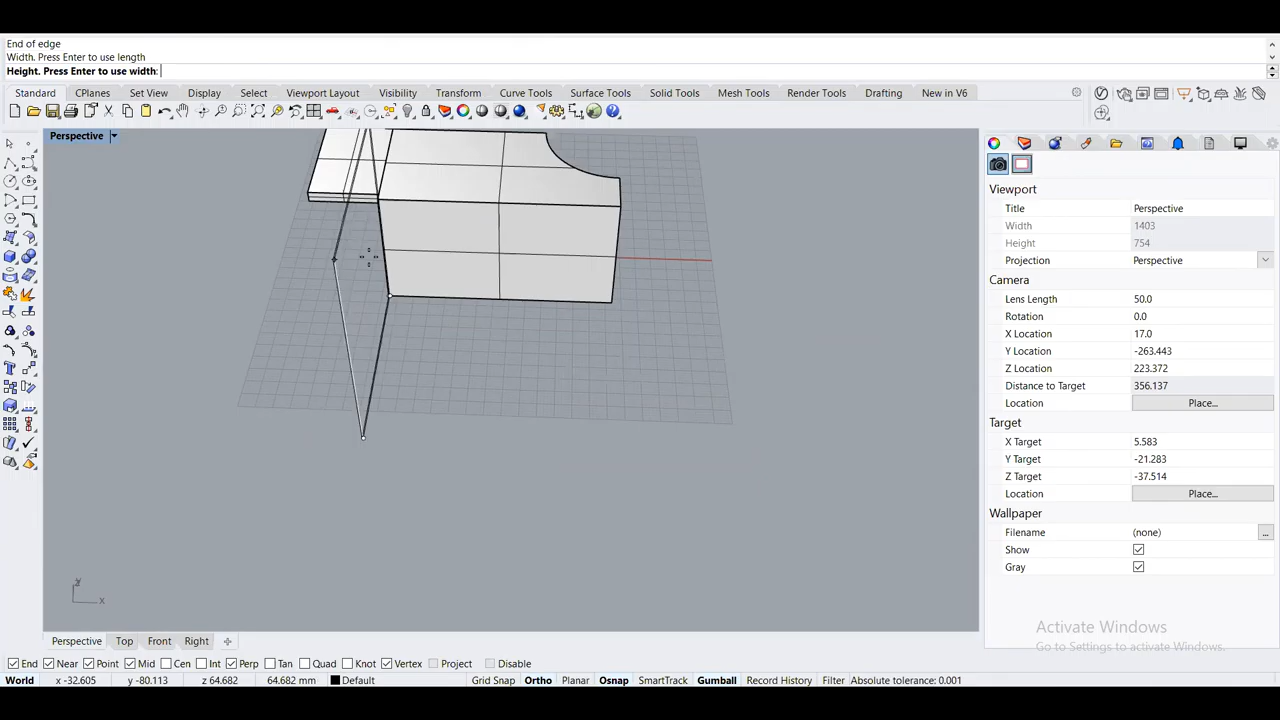 End of edge
Width. Press Enter to use length
Height. Press Enter to use width:
Standard CPlanes Set View Display Select Viewport Layout Visibility Transform Curve Tools Surface Tools Solid Tools Mesh Tools Render Tools Drafting New in V6
Perspective
Viewport
Title Perspective
Width 1403
Height 754
Projection Perspective
Camera
Lens Length 50.0
Rotation 0.0
X Location 17.0
Y Location -263.443
Z Location 223.372
Distance to Target 356.137
Location Place...
Target
X Target 5.583
Y Target -21.283
Z Target -37.514
Location Place...
Wallpaper
Filename (none) ...
Show
Gray
Activate Windows
Go to Settings to activate Windows.
y
x
Perspective Top Front Right
End Near Point Mid Cen Int Perp Tan Quad Knot Vertex Project Disable
World x -32.605 y -80.113 z 64.682 64.682 mm Default Grid Snap Ortho Planar Osnap SmartTrack Gumball Record History Filter Absolute tolerance: 0.001